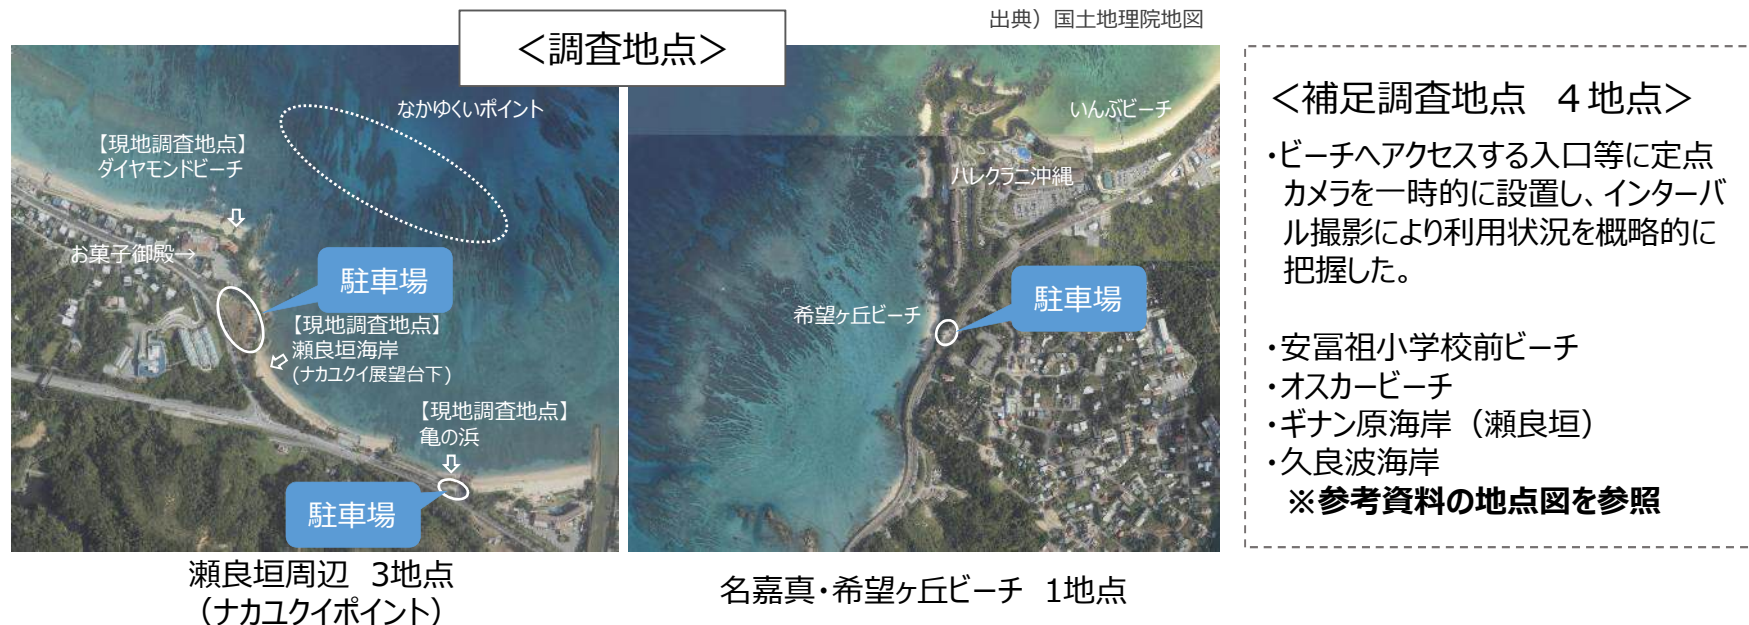 出典）国土地理院地図
＜調査地点＞
なかゆくいポイント
【現地調査地点】
ダイヤモンドビーチ
お菓子御殿→
駐車場
【現地調査地点】
瀬良垣海岸
(ナカユクイ展望台下)
【現地調査地点】
亀の浜
駐車場
瀬良垣周辺 3地点
（ナカユクイポイント）
いんぶビーチ
ハレクラニ沖縄
希望ヶ丘ビーチ
駐車場
名嘉真・希望ヶ丘ビーチ 1地点
＜補足調査地点　４地点＞
・ビーチへアクセスする入口等に定点
カメラを一時的に設置し、インターバ
ル撮影により利用状況を概略的に
把握した。
・安冨祖小学校前ビーチ
・オスカービーチ
・ギナン原海岸（瀬良垣）
・久良波海岸
※参考資料の地点図を参照